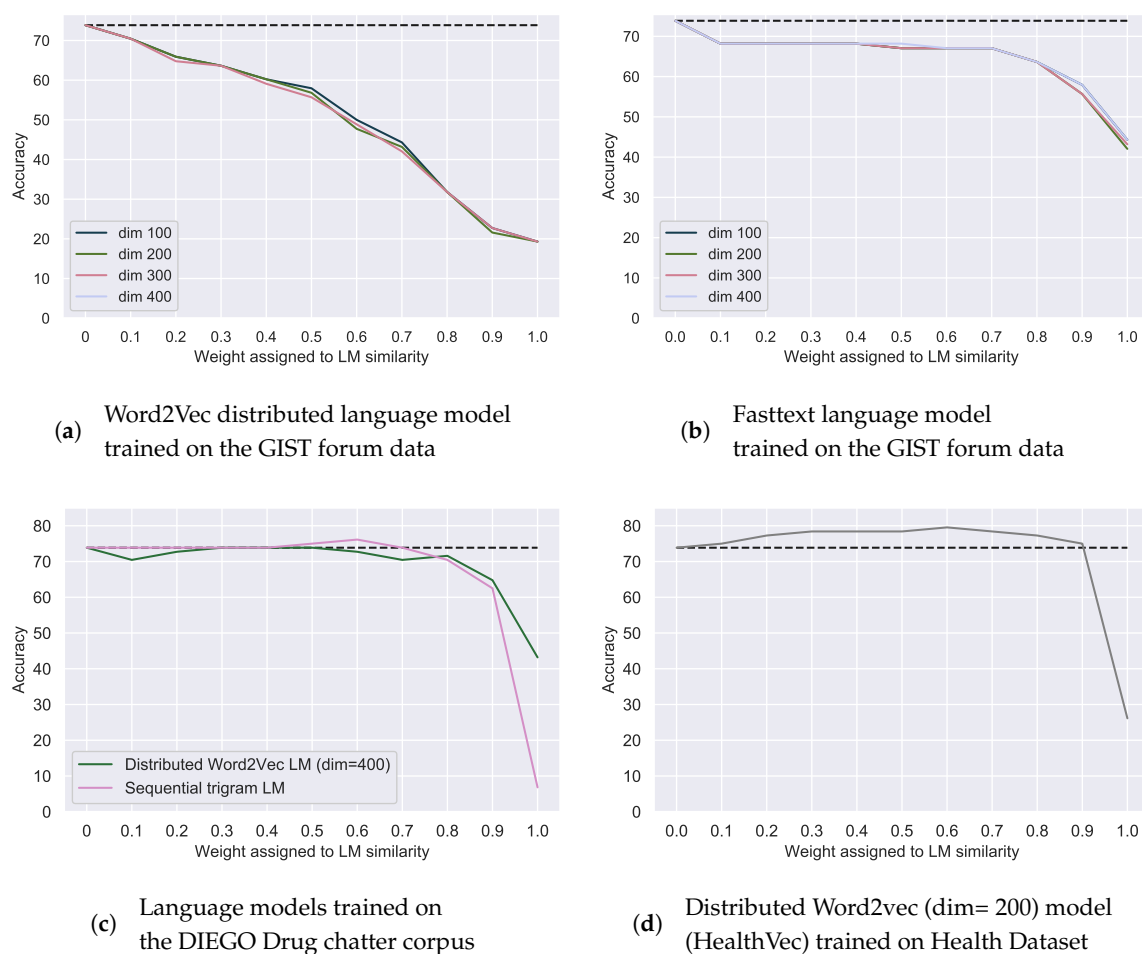 70
60
50
40
30
20
10
0
Accuracy
dim 100
dim 200
dim 300
dim 400
0 0.1 0.2 0.3 0.4 0.5 0.6 0.7 0.8 0.9 1.0
Weight assigned to LM similarity
(a) Word2Vec distributed language model
trained on the GIST forum data
70
60
50
40
30
20
10
0
Accuracy
dim 100
dim 200
dim 300
dim 400
0.0 0.1 0.2 0.3 0.4 0.5 0.6 0.7 0.8 0.9 1.0
Weight assigned to LM similarity
(b) Fasttext language model
trained on the GIST forum data
80
70
60
50
40
30
20
10
0
Accuracy
Distributed Word2Vec LM (dim=400)
Sequential trigram LM
0 0.1 0.2 0.3 0.4 0.5 0.6 0.7 0.8 0.9 1.0
Weight assigned to LM similarity
(c) Language models trained on
the DIEGO Drug chatter corpus
80
70
60
50
40
30
20
10
0
Accuracy
0.0 0.1 0.2 0.3 0.4 0.5 0.6 0.7 0.8 0.9 1.0
Weight assigned to LM similarity
(d) Distributed Word2vec (dim= 200) model
(HealthVec) trained on Health Dataset